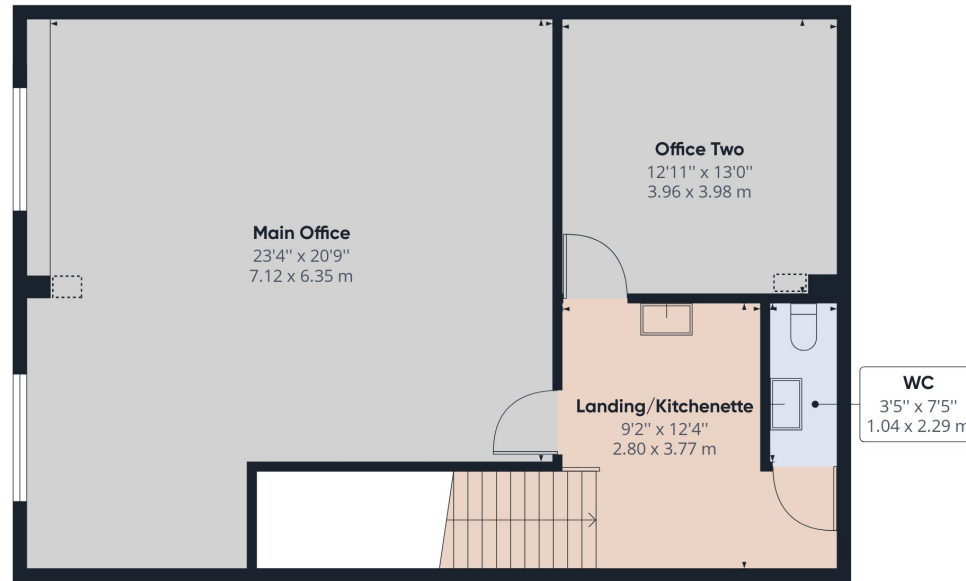 Office Two
12'11'' x 13'0''
3.96 x 3.98 m
Main Office
23'4'' x 20'9''
7.12 x 6.35 m
Landing/Kitchenette
9'2'' x 12'4''
2.80 x 3.77 m
WC
3'5'' x 7'5''
1.04 x 2.29 m